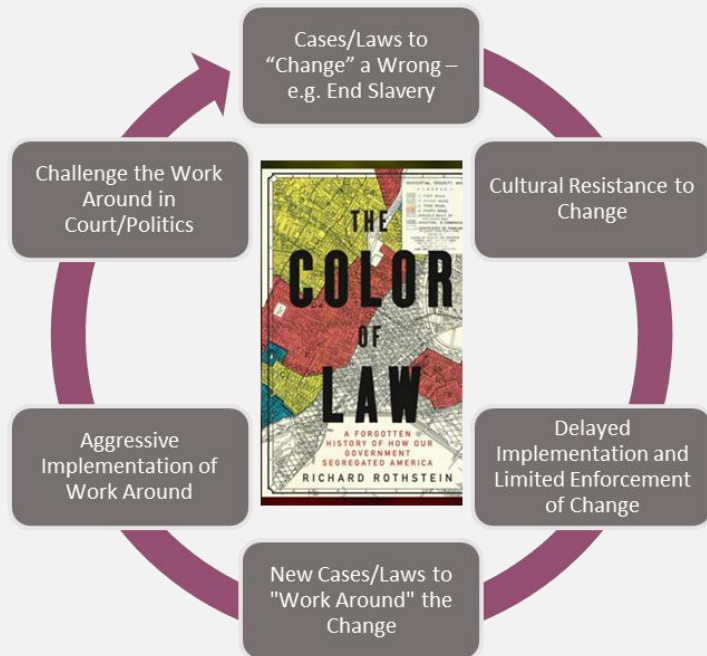 Cases/Laws to
“Change” a Wrong –
e.g. End Slavery
Cultural Resistance to
Change
Delayed
Implementation and
Limited Enforcement
of Change
New Cases/Laws to
"Work Around" the
Change
Aggressive
Implementation of
Work Around
Challenge the Work
Around in
Court/Politics
THE
COLOR
OF
LAW
A FORGOTTEN
HISTORY OF HOW OUR
GOVERNMENT
SEGREGATED AMERICA
RICHARD ROTHSTEIN